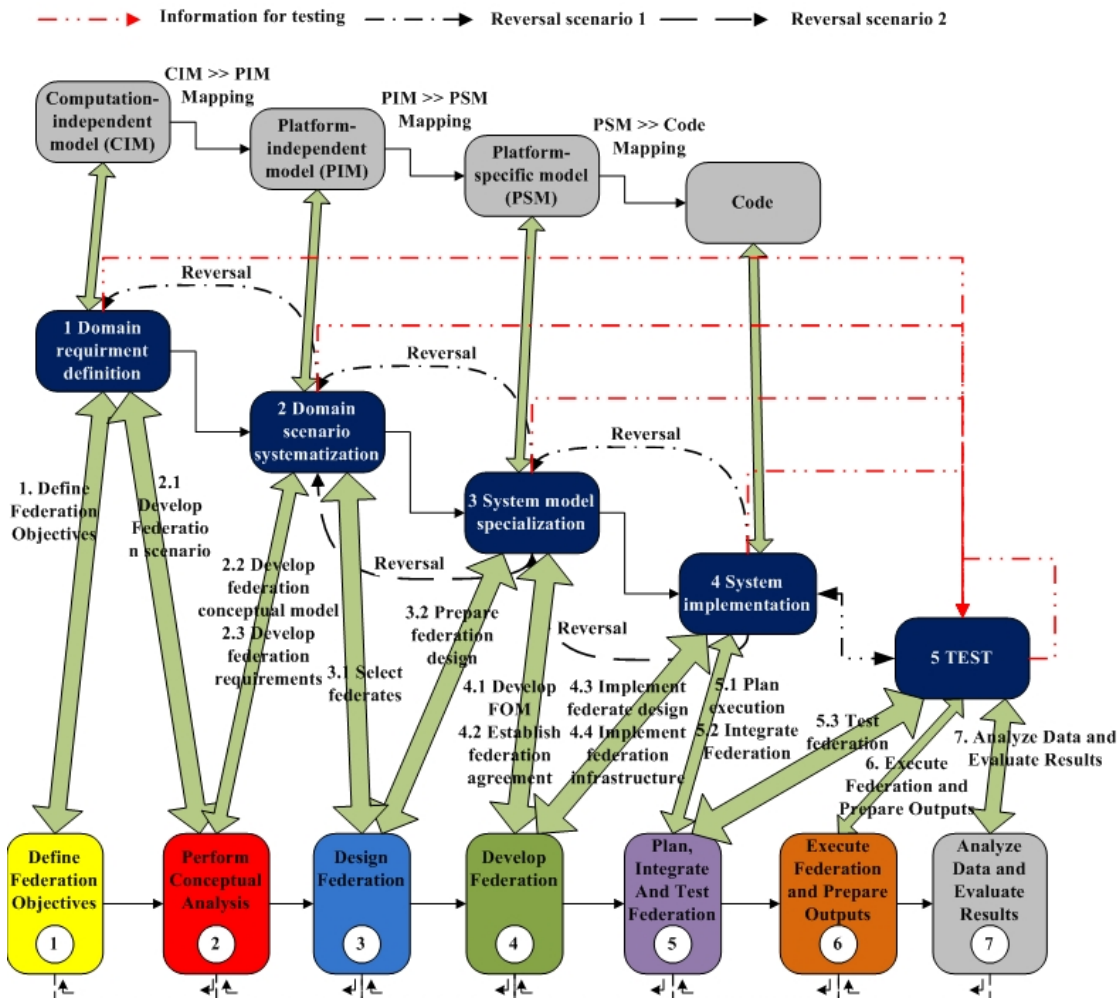 Information for testing
Reversal scenario 1
Reversal scenario 2
CIM >> PIM
Mapping
Computation-
independent
model (CIM)
PIM >> PSM
Mapping
Platform-
independent
model (PIM)
PSM >> Code
Mapping
Platform-
specific model
(PSM)
Code
Reversal
1 Domain
requirment
definition
Reversal
2 Domain
scenario
systematization
Reversal
3 System model
specialization
1. Define
Federation
Objectives
2.1
Develop
Federatio
n scenario
Reversal
4 System
implementation
2.2 Develop
federation
conceptual model
2.3 Develop
federation
requirements
3.1 Select
federates
3.2 Prepare
federation
design
Reversal
5 TEST
4.1 Develop
FOM
4.2 Establish
federation
agreement
4.3 Implement
federate design
4.4 Implement
federation
infrastructure
5.1 Plan
execution
5.2 Integrate
Federation
5.3 Test
federation
6. Execute
Federation and
Prepare Outputs
7. Analyze Data and
Evaluate Results
Define
Federation
Objectives
1
Perform
Conceptual
Analysis
2
Design
Federation
3
Develop
Federation
4
Plan,
Integrate
And Test
Federation
5
Execute
Federation
and Prepare
Outputs
6
Analyze
Data and
Evaluate
Results
7